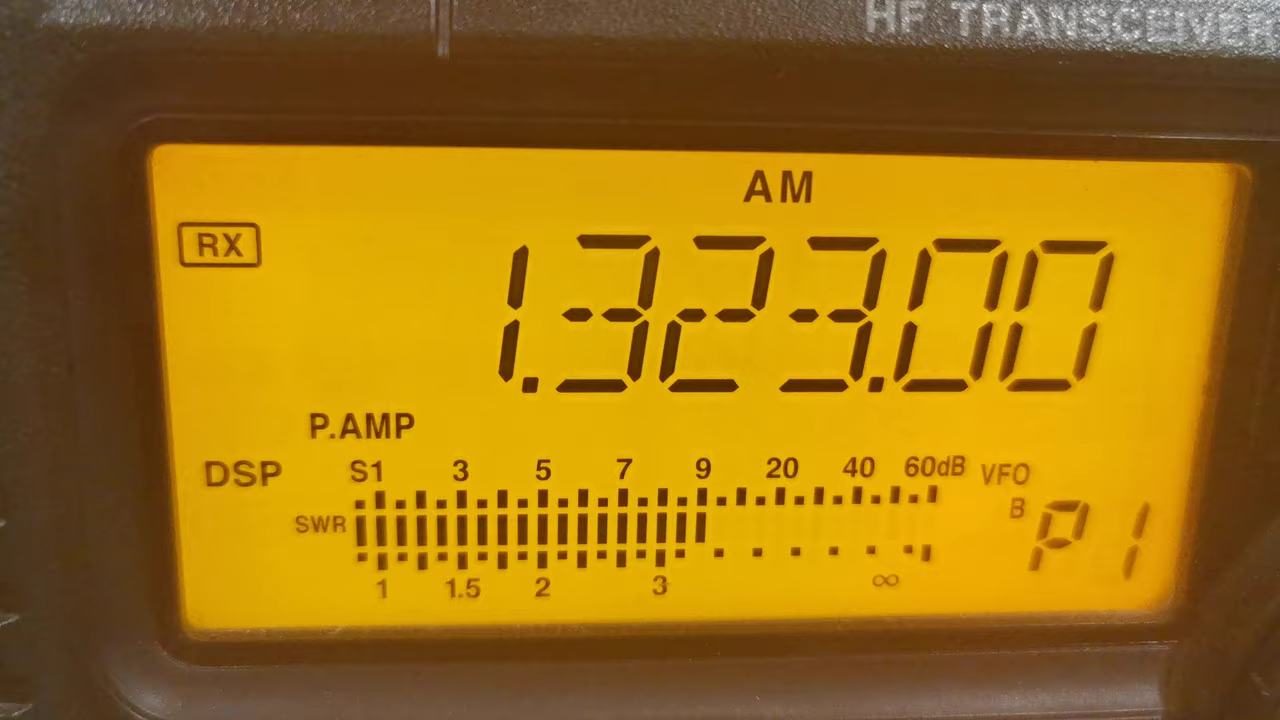 HF TRANSCEIVER
AM
RX
1.323.00
P.AMP
DSP S1 3 5 7 9 20 40 60dB VFO
SWR B P1
1 1.5 2 3 ∞